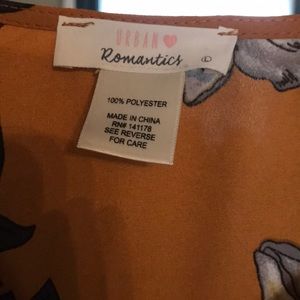 URBAN ♥
Romantics
L
100% POLYESTER
MADE IN CHINA
RN# 141178
SEE REVERSE
FOR CARE